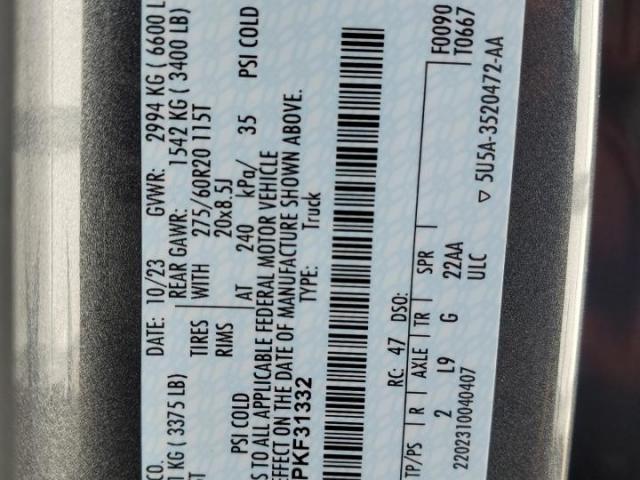 CO. DATE: 10/23 GVWR: 2994 KG ( 6600 L
1 KG ( 3375 LB) REAR GAWR: 1542 KG ( 3400 LB)
ST TIRES WITH 275/60R20 115T
RIMS 20x8.5J
PSI COLD AT 240 kPa/ 35 PSI COLD
S TO ALL APPLICABLE FEDERAL MOTOR VEHICLE
EFFECT ON THE DATE OF MANUFACTURE SHOWN ABOVE.
PKF31332 TYPE: Truck
F0090
RC: 47 DSO: T0667
TP/PS R AXLE TR SPR
2 L9 G 22AA
2202310040407 ULC
5U5A-3520472-AA